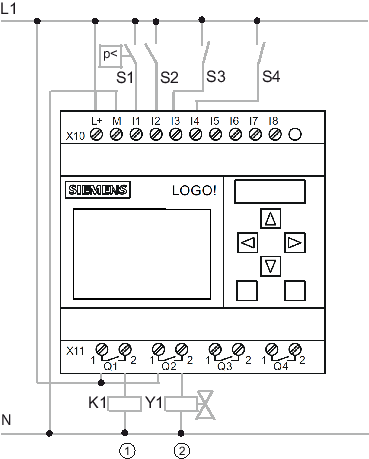 L1
p<
S1 S2 S3 S4
L+ M I1 I2 I3 I4 I5 I6 I7 I8
X10
SIEMENS LOGO!
X11 1 2 1 2 1 2 1 2
Q1 Q2 Q3 Q4
K1 Y1
N
1 2